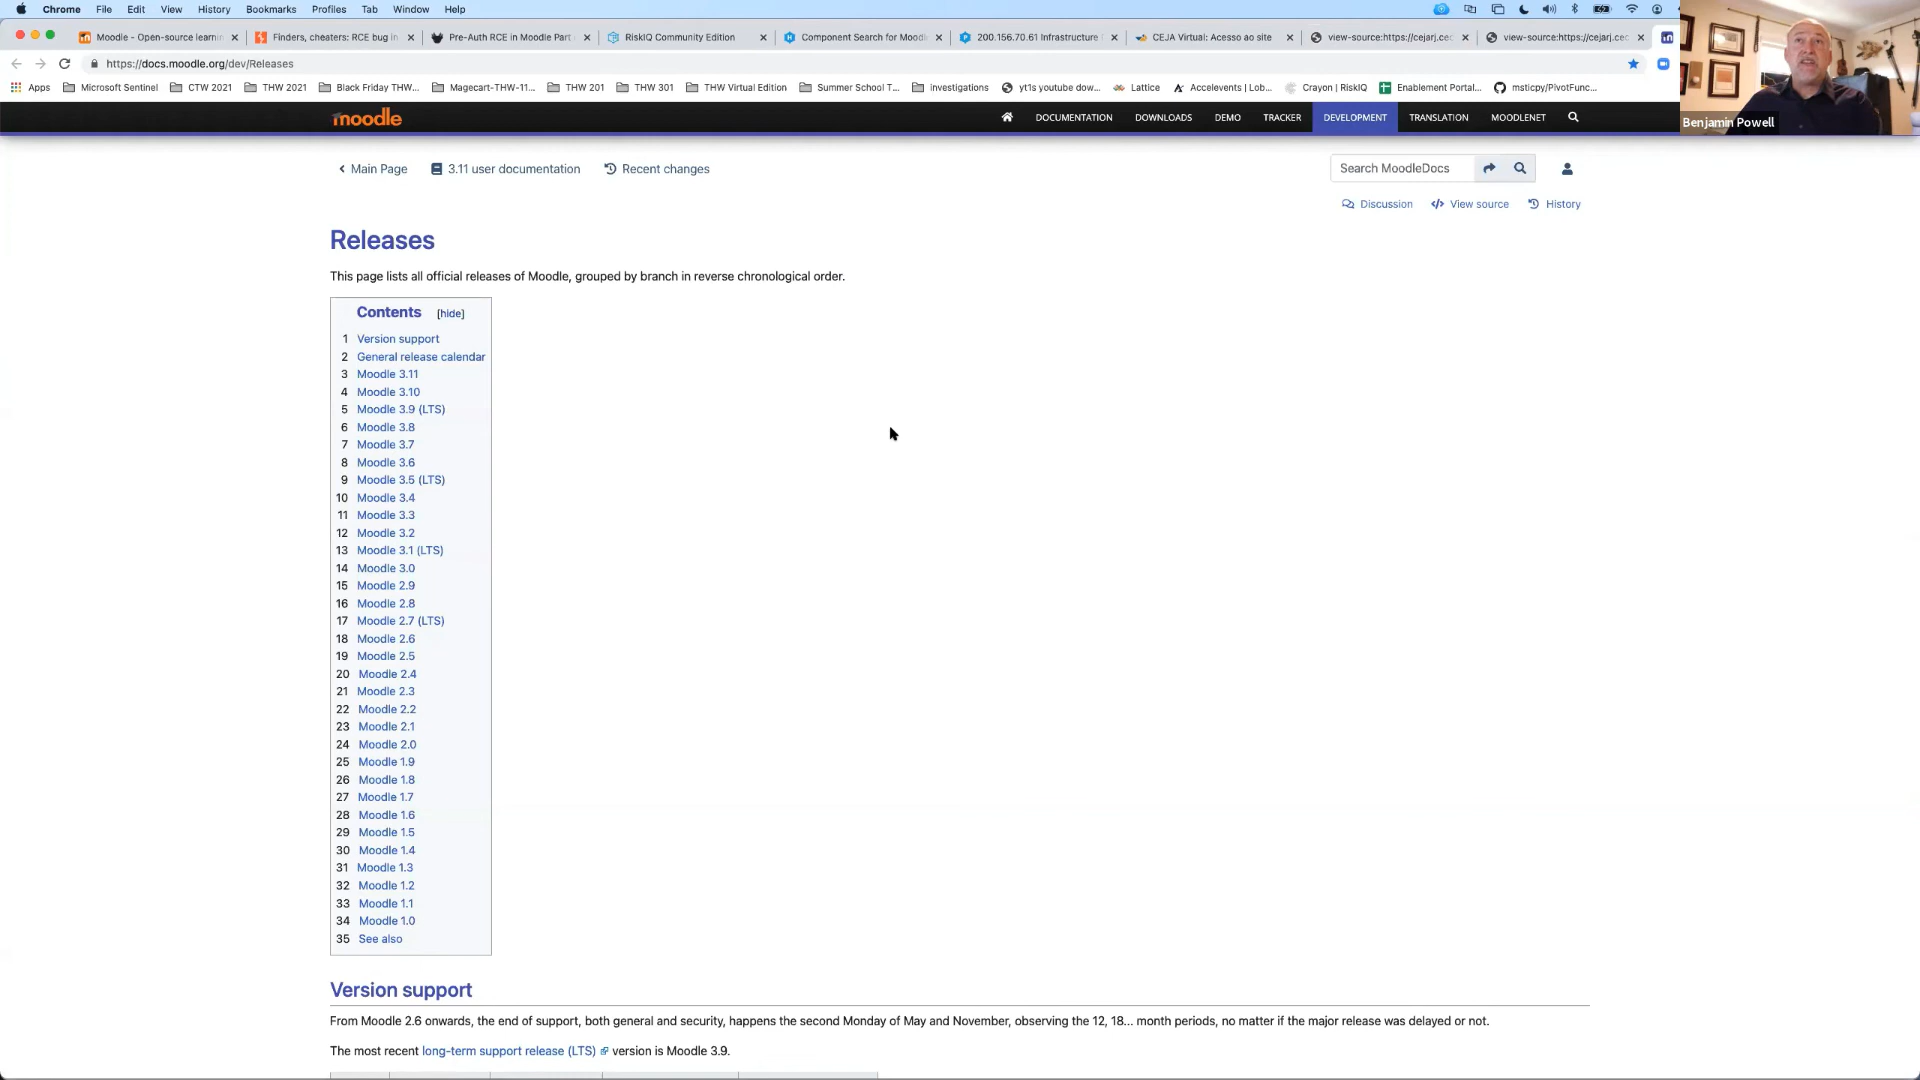 Chrome File Edit View History Bookmarks Profiles Tab Window Help
Moodle - Open-source learnin
Finders, cheaters: RCE bug in
Pre-Auth RCE in Moodle Part
RiskIQ Community Edition
Component Search for Moodl
200.156.70.61 Infrastructure
CEJA Virtual: Acesso ao site
view-source:https://cejarj.cec
view-source:https://cejarj.cec
https://docs.moodle.org/dev/Releases
Apps Microsoft Sentinel CTW 2021 THW 2021 Black Friday THW... Magecart-THW-11... THW 201 THW 301 THW Virtual Edition Summer School T... Investigations yt1s youtube dow... Lattice Accelevents | Lob... Crayon | RiskIQ Enablement Portal... msticpy/PivotFunc...
Benjamin Powell
moodle
DOCUMENTATION DOWNLOADS DEMO TRACKER DEVELOPMENT TRANSLATION MOODLENET
Main Page 3.11 user documentation Recent changes
Search MoodleDocs
Discussion View source History
Releases
This page lists all official releases of Moodle, grouped by branch in reverse chronological order.
Contents [hide]
1 Version support
2 General release calendar
3 Moodle 3.11
4 Moodle 3.10
5 Moodle 3.9 (LTS)
6 Moodle 3.8
7 Moodle 3.7
8 Moodle 3.6
9 Moodle 3.5 (LTS)
10 Moodle 3.4
11 Moodle 3.3
12 Moodle 3.2
13 Moodle 3.1 (LTS)
14 Moodle 3.0
15 Moodle 2.9
16 Moodle 2.8
17 Moodle 2.7 (LTS)
18 Moodle 2.6
19 Moodle 2.5
20 Moodle 2.4
21 Moodle 2.3
22 Moodle 2.2
23 Moodle 2.1
24 Moodle 2.0
25 Moodle 1.9
26 Moodle 1.8
27 Moodle 1.7
28 Moodle 1.6
29 Moodle 1.5
30 Moodle 1.4
31 Moodle 1.3
32 Moodle 1.2
33 Moodle 1.1
34 Moodle 1.0
35 See also
Version support
From Moodle 2.6 onwards, the end of support, both general and security, happens the second Monday of May and November, observing the 12, 18... month periods, no matter if the major release was delayed or not.
The most recent long-term support release (LTS) version is Moodle 3.9.